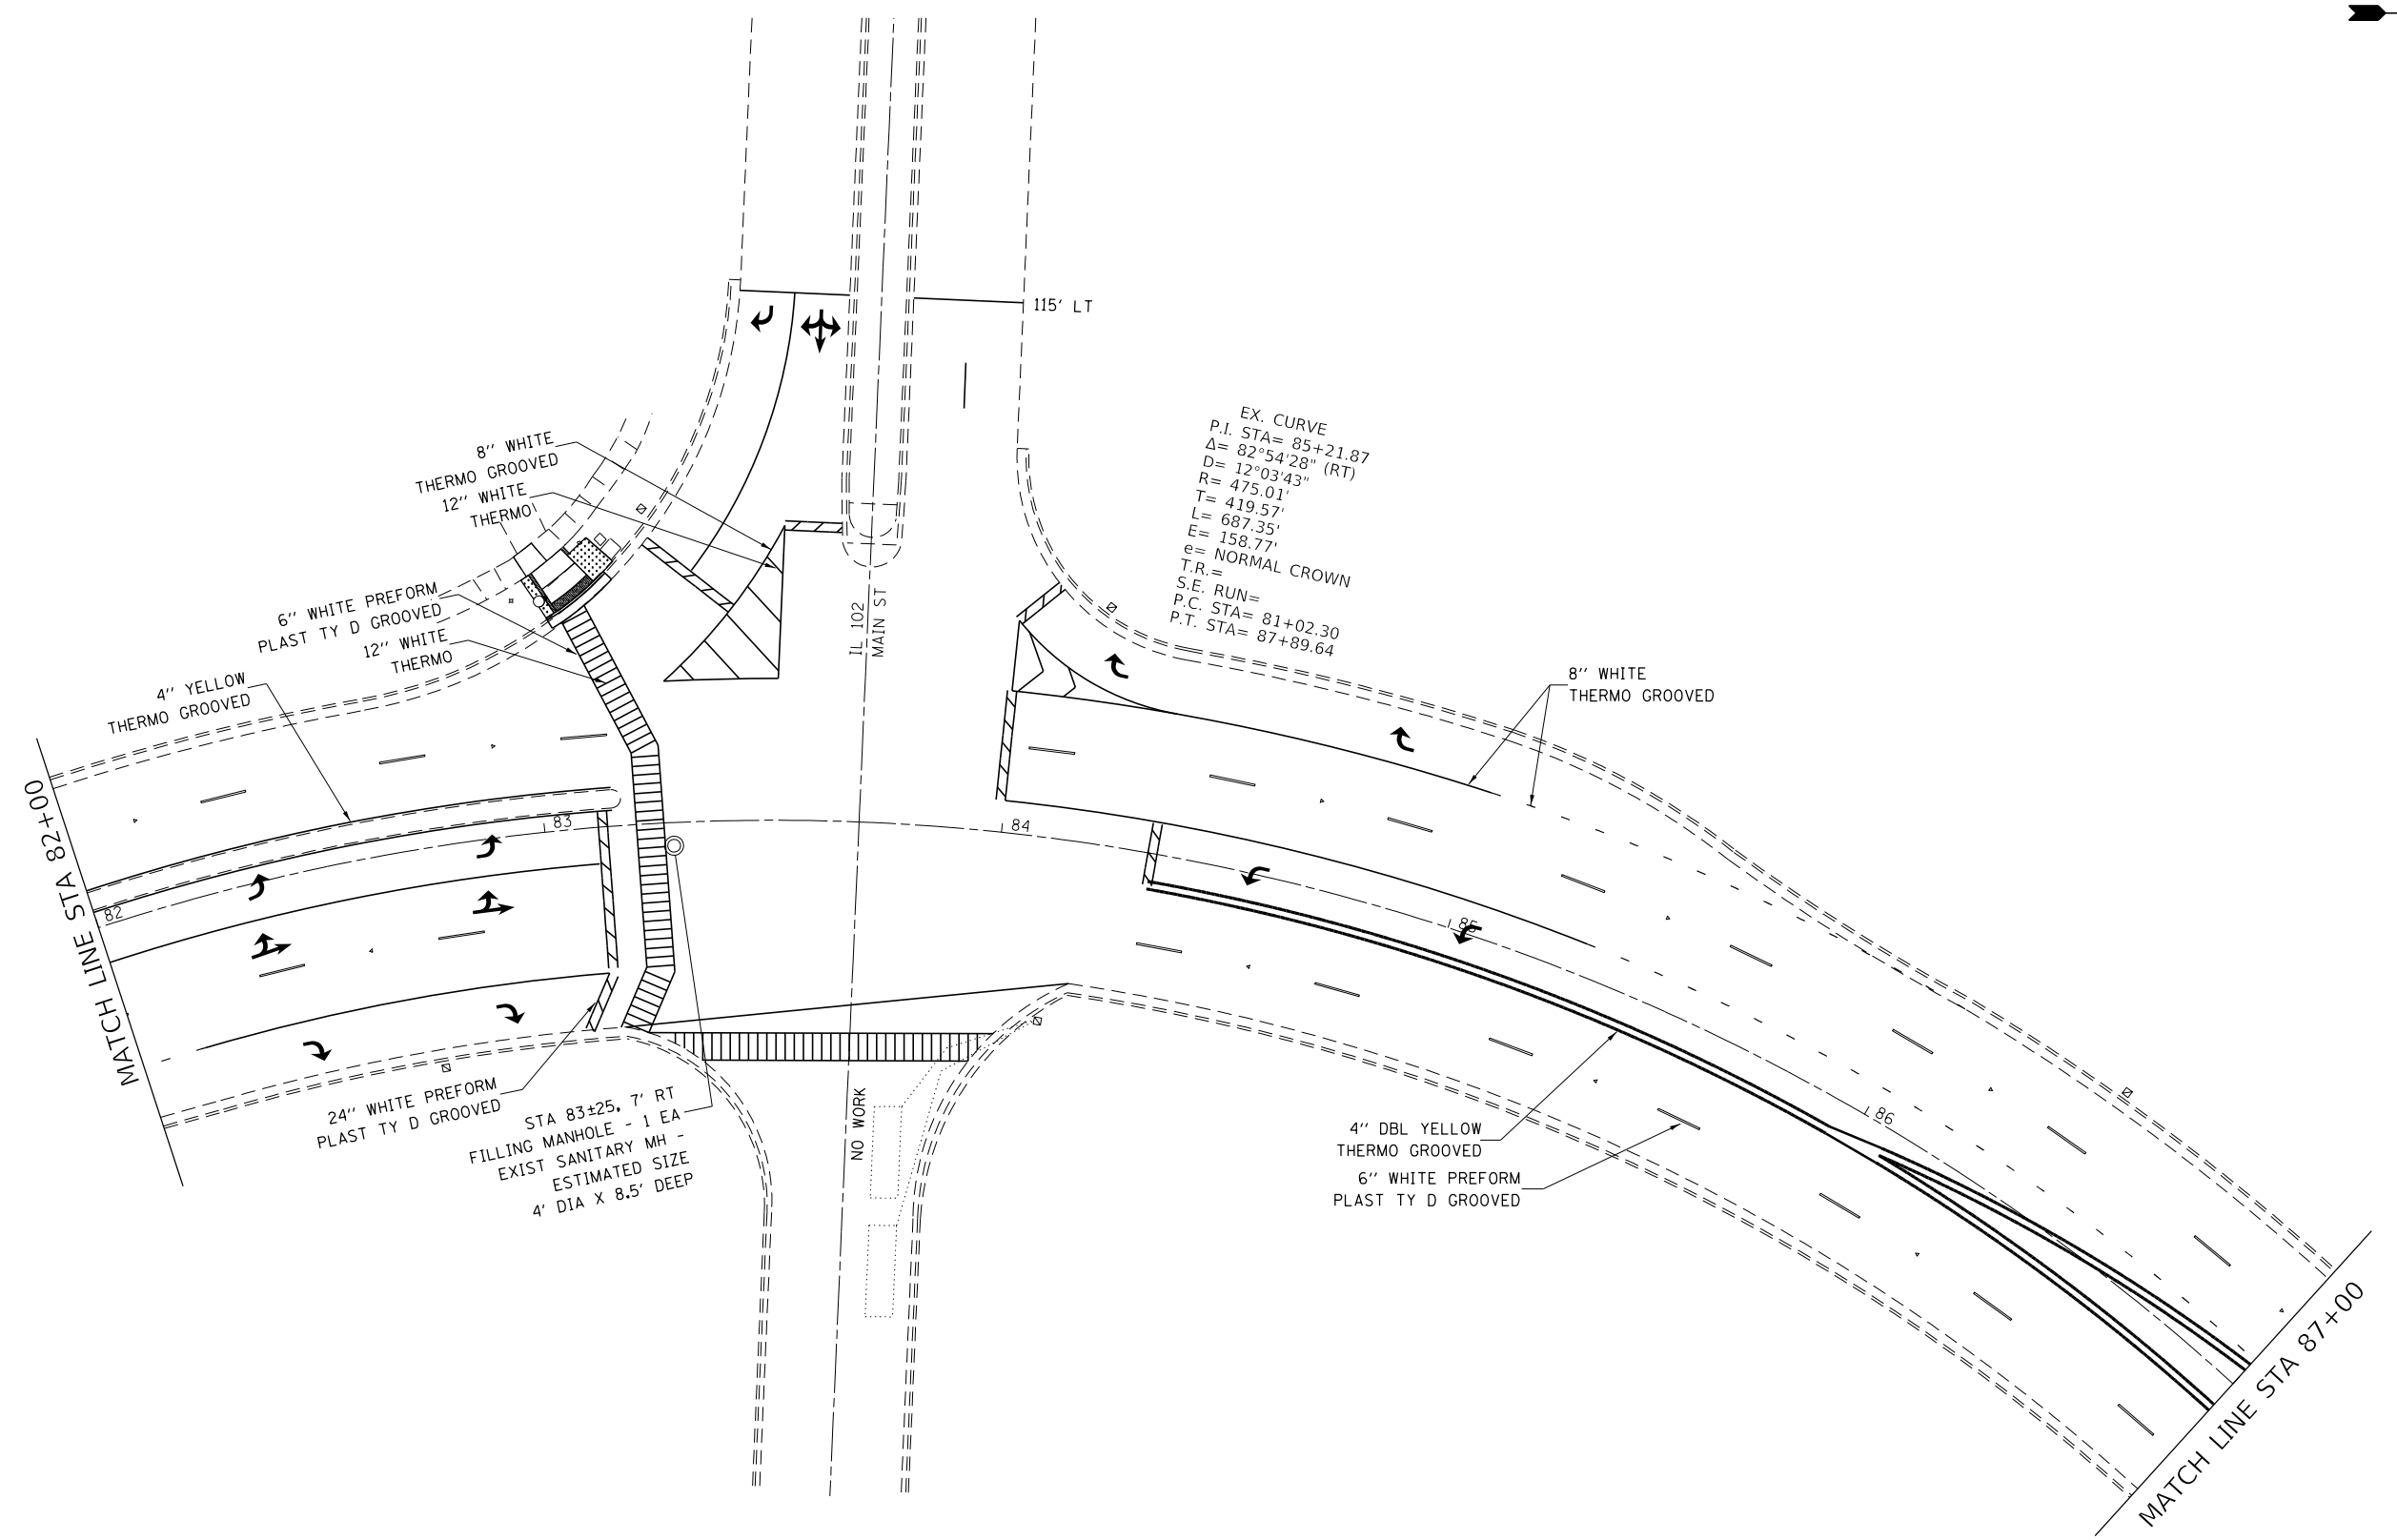 115' LT
8'' WHITE
THERMO GROOVED
12'' WHITE
THERMO
6'' WHITE PREFORM
PLAST TY D GROOVED
12'' WHITE
THERMO
4'' YELLOW
THERMO GROOVED
MATCH LINE STA 82+00
82
83
84
85
86
IL 102
MAIN ST
EX. CURVE
P.I. STA= 85+21.87
Δ= 82°54'28" (RT)
D= 12°03'43"
R= 475.01'
T= 419.57'
L= 687.35'
E= 158.77'
e= NORMAL CROWN
T.R.=
S.E. RUN=
P.C. STA= 81+02.30
P.T. STA= 87+89.64
8'' WHITE
THERMO GROOVED
24'' WHITE PREFORM
PLAST TY D GROOVED
STA 83±25, 7' RT
FILLING MANHOLE - 1 EA
EXIST SANITARY MH -
ESTIMATED SIZE
4' DIA X 8.5' DEEP
NO WORK
4'' DBL YELLOW
THERMO GROOVED
6'' WHITE PREFORM
PLAST TY D GROOVED
MATCH LINE STA 87+00